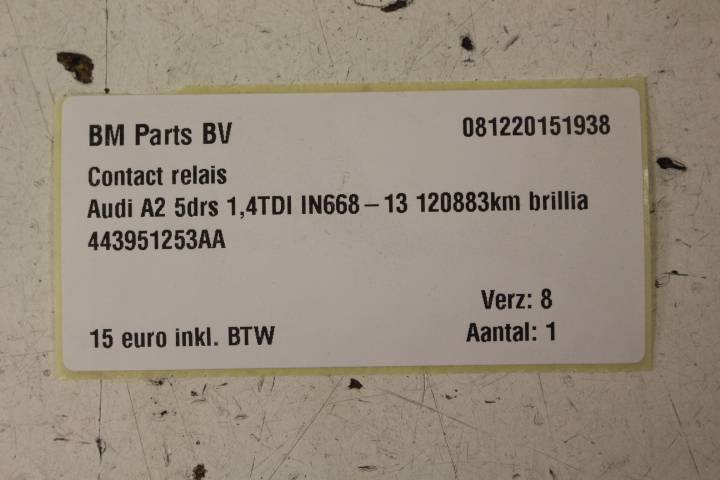 BM Parts BV 081220151938
Contact relais
Audi A2 5drs 1,4TDI IN668-13 120883km brillia
443951253AA
Verz: 8
15 euro inkl. BTW Aantal: 1